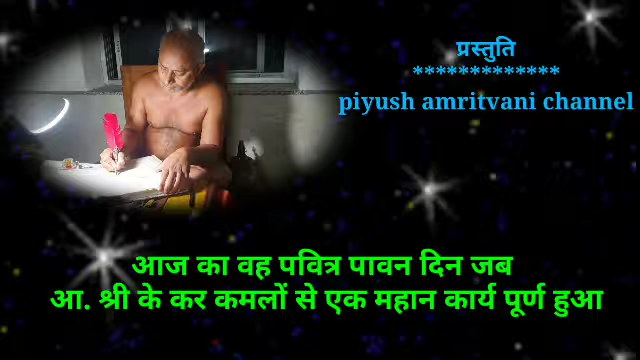 प्रस्तुति
*************
piyush amritvani channel
आज का वह पवित्र पावन दिन जब
आ. श्री के कर कमलों से एक महान कार्य पूर्ण हुआ